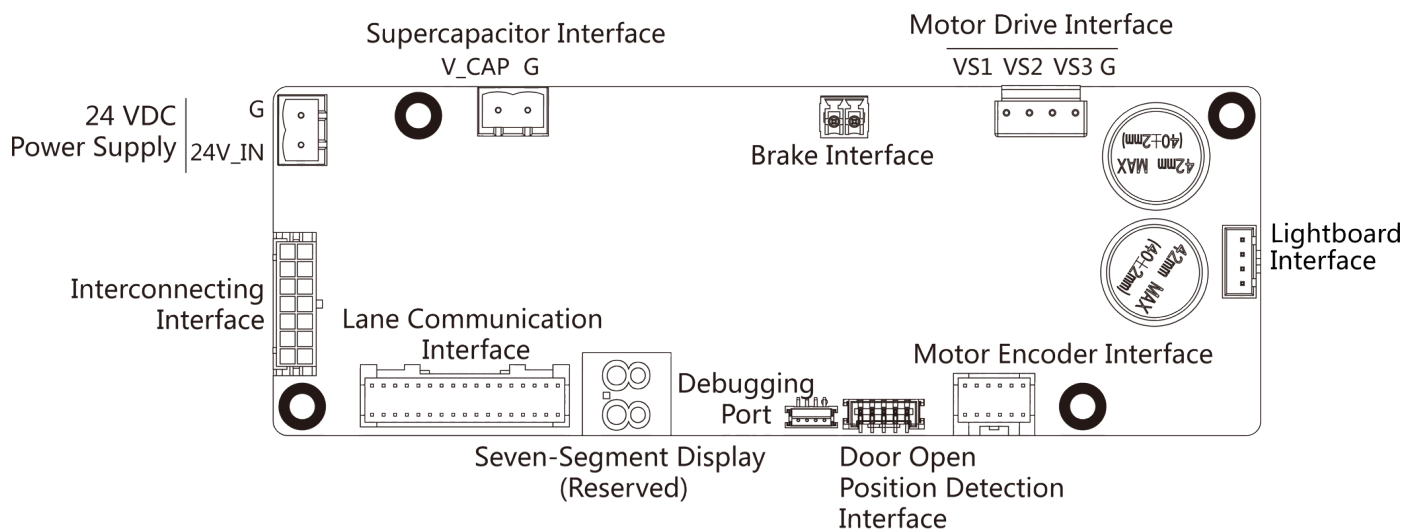 Supercapacitor Interface
V_CAP G
Motor Drive Interface
VS1 VS2 VS3 G
24 VDC
Power Supply
G
24V_IN
Brake Interface
42mm MAX
(40±2mm)
42mm MAX
(40±2mm)
Lightboard
Interface
Interconnecting
Interface
Lane Communication
Interface
Motor Encoder Interface
Debugging
Port
Seven-Segment Display
(Reserved)
Door Open
Position Detection
Interface